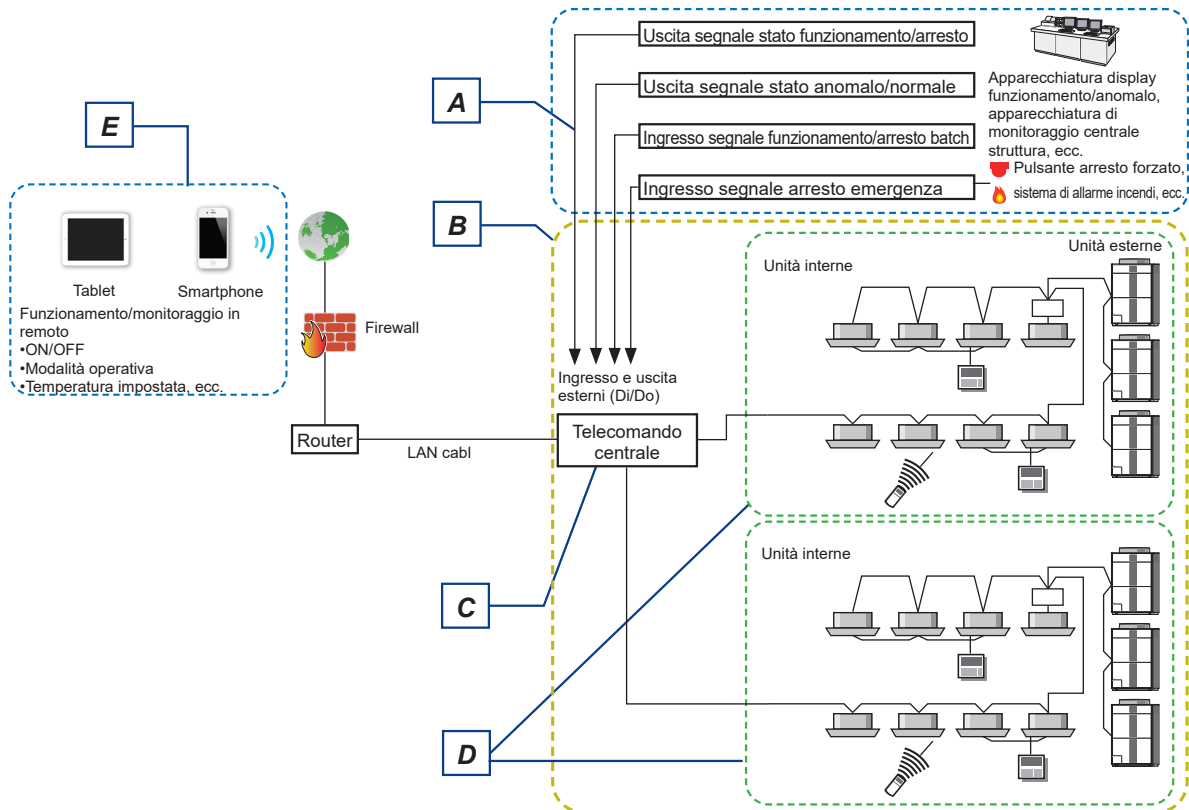 Uscita segnale stato funzionamento/arresto
Uscita segnale stato anomalo/normale
Ingresso segnale funzionamento/arresto batch
Ingresso segnale arresto emergenza
Apparecchiatura display
funzionamento/anomalo,
apparecchiatura di
monitoraggio centrale
struttura, ecc.
Pulsante arresto forzato,
sistema di allarme incendi, ecc.
A
E
B
Tablet
Smartphone
Funzionamento/monitoraggio in
remoto
•ON/OFF
•Modalità operativa
•Temperatura impostata, ecc.
Firewall
Router
LAN cabl
Ingresso e uscita
esterni (Di/Do)
Telecomando
centrale
Unità esterne
Unità interne
Unità interne
C
D